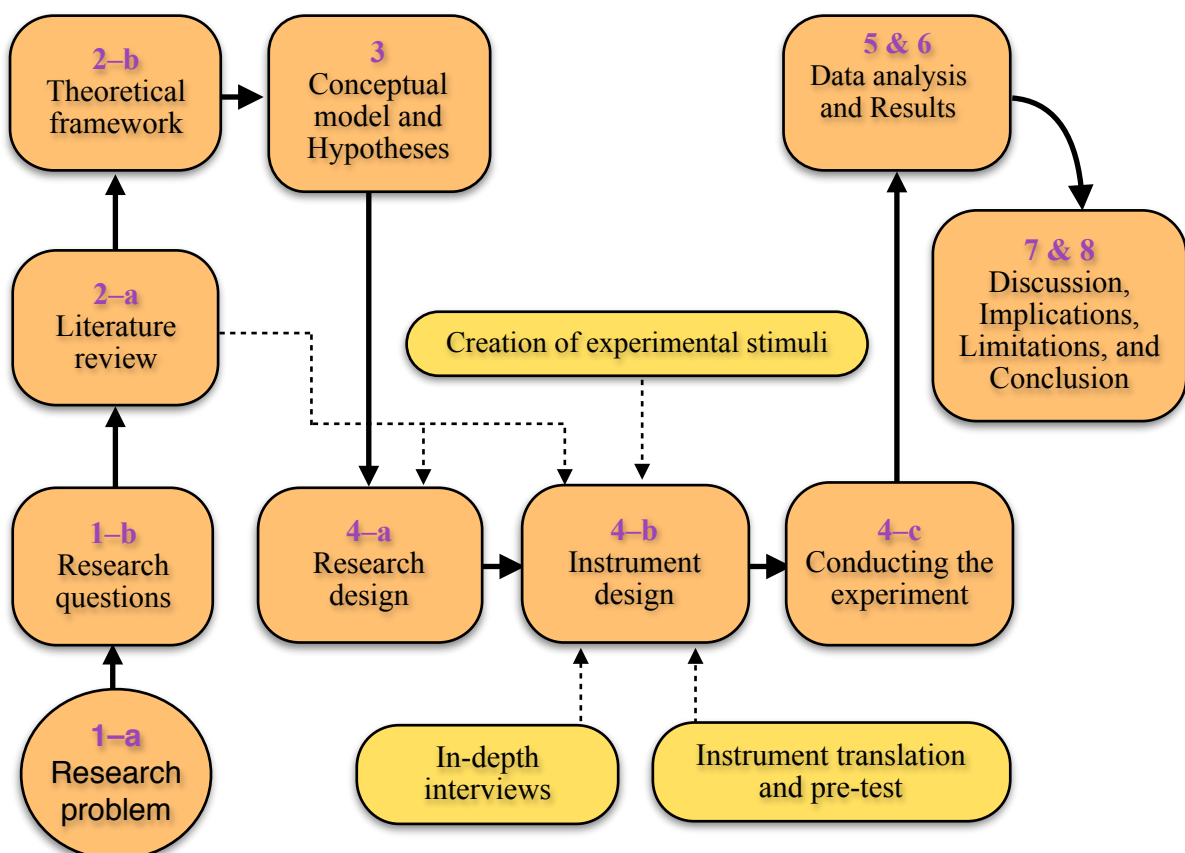 2–b
Theoretical
framework
3
Conceptual
model and
Hypotheses
5 & 6
Data analysis
and Results
2–a
Literature
review
7 & 8
Discussion,
Implications,
Limitations, and
Conclusion
Creation of experimental stimuli
1–b
Research
questions
4–a
Research
design
4–b
Instrument
design
4–c
Conducting the
experiment
1–a
Research
problem
In-depth
interviews
Instrument translation
and pre-test